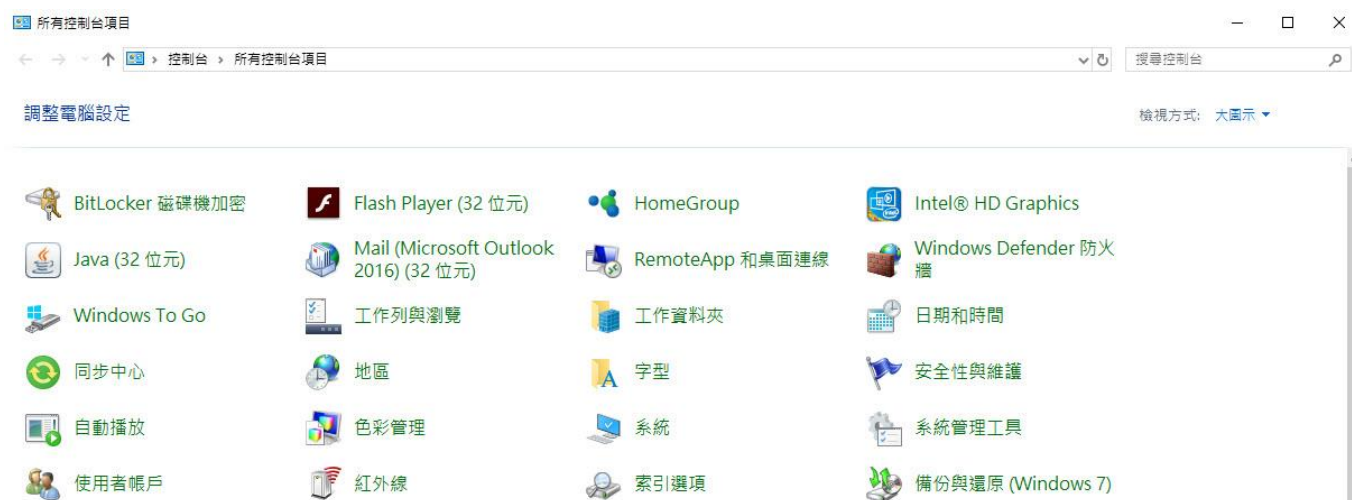 所有控制台項目
控制台 › 所有控制台項目
搜尋控制台
調整電腦設定
檢視方式: 大圖示
BitLocker 磁碟機加密
Flash Player (32 位元)
HomeGroup
Intel® HD Graphics
Java (32 位元)
Mail (Microsoft Outlook
2016) (32 位元)
RemoteApp 和桌面連線
Windows Defender 防火
牆
Windows To Go
工作列與瀏覽
工作資料夾
日期和時間
同步中心
地區
字型
安全性與維護
自動播放
色彩管理
系統
系統管理工具
使用者帳戶
紅外線
索引選項
備份與還原 (Windows 7)